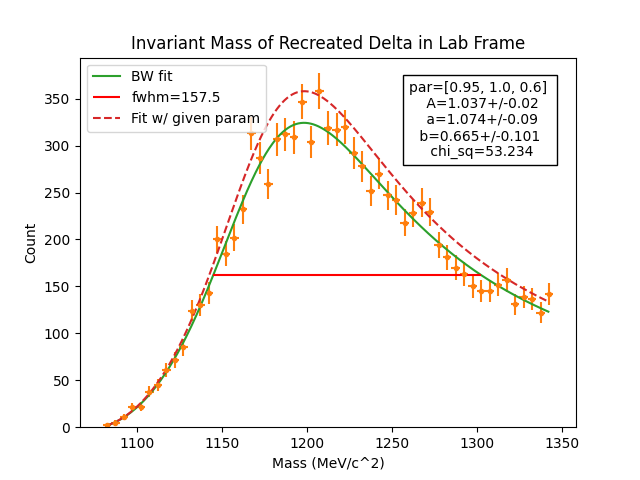 Invariant Mass of Recreated Delta in Lab Frame
BW fit
fwhm=157.5
Fit w/ given param
par=[0.95, 1.0, 0.6]
A=1.037+/-0.02
a=1.074+/-0.09
b=0.665+/-0.101
chi_sq=53.234
Count
350
300
250
200
150
100
50
0
1100
1150
1200
1250
1300
1350
Mass (MeV/c^2)